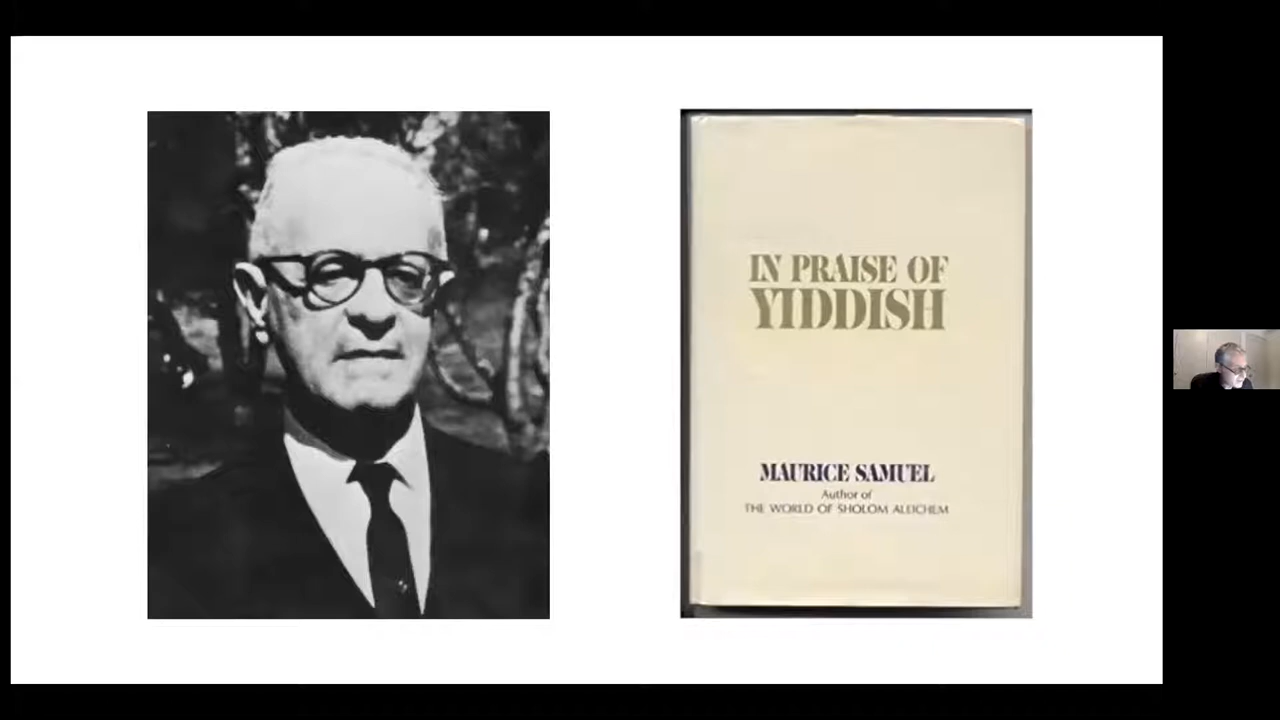 IN PRAISE OF
YIDDISH
MAURICE SAMUEL
Author of
THE WORLD OF SHOLOM ALEICHEM